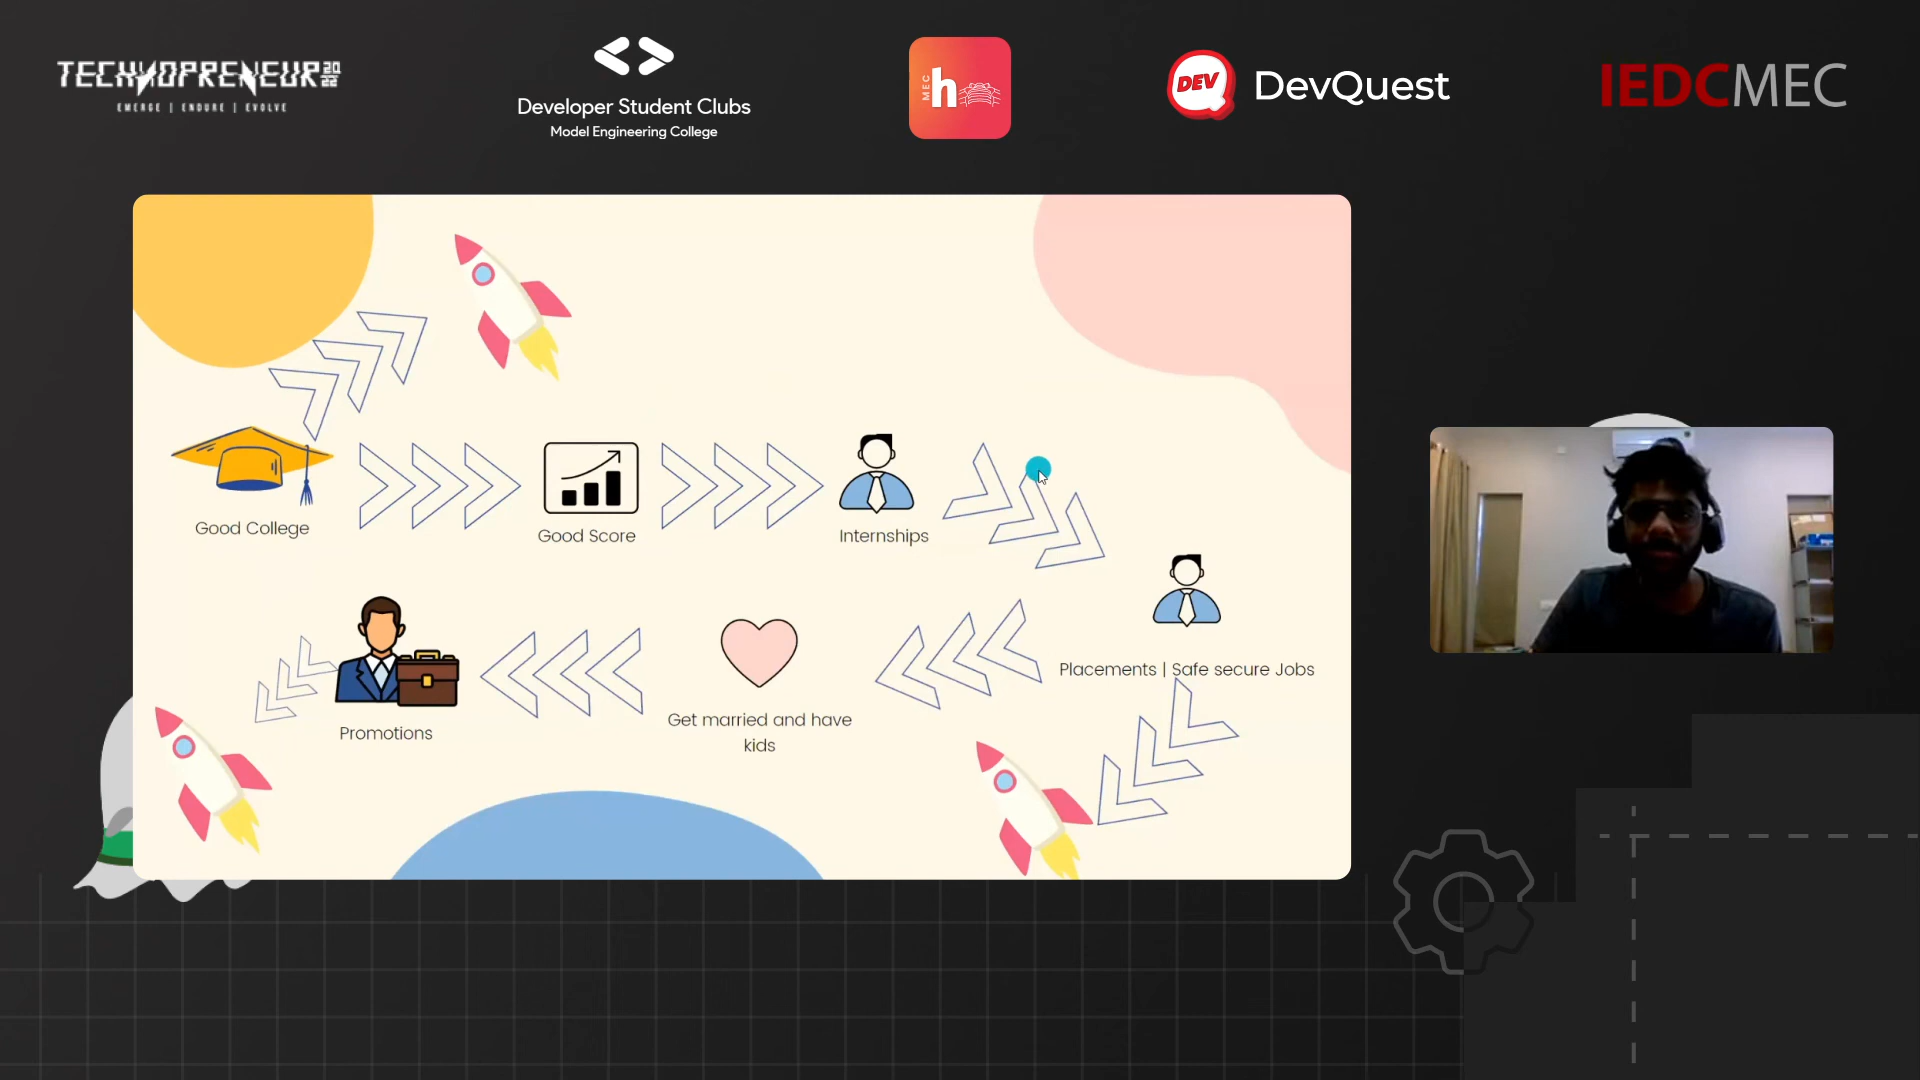 TECHNOPRENEUR 2022
EMERGE | ENDURE | EVOLVE
Developer Student Clubs
Model Engineering College
MEC
h
DEV
DevQuest
IEDCMEC
Good College
Good Score
Internships
Placements | Safe secure Jobs
Get married and have
kids
Promotions